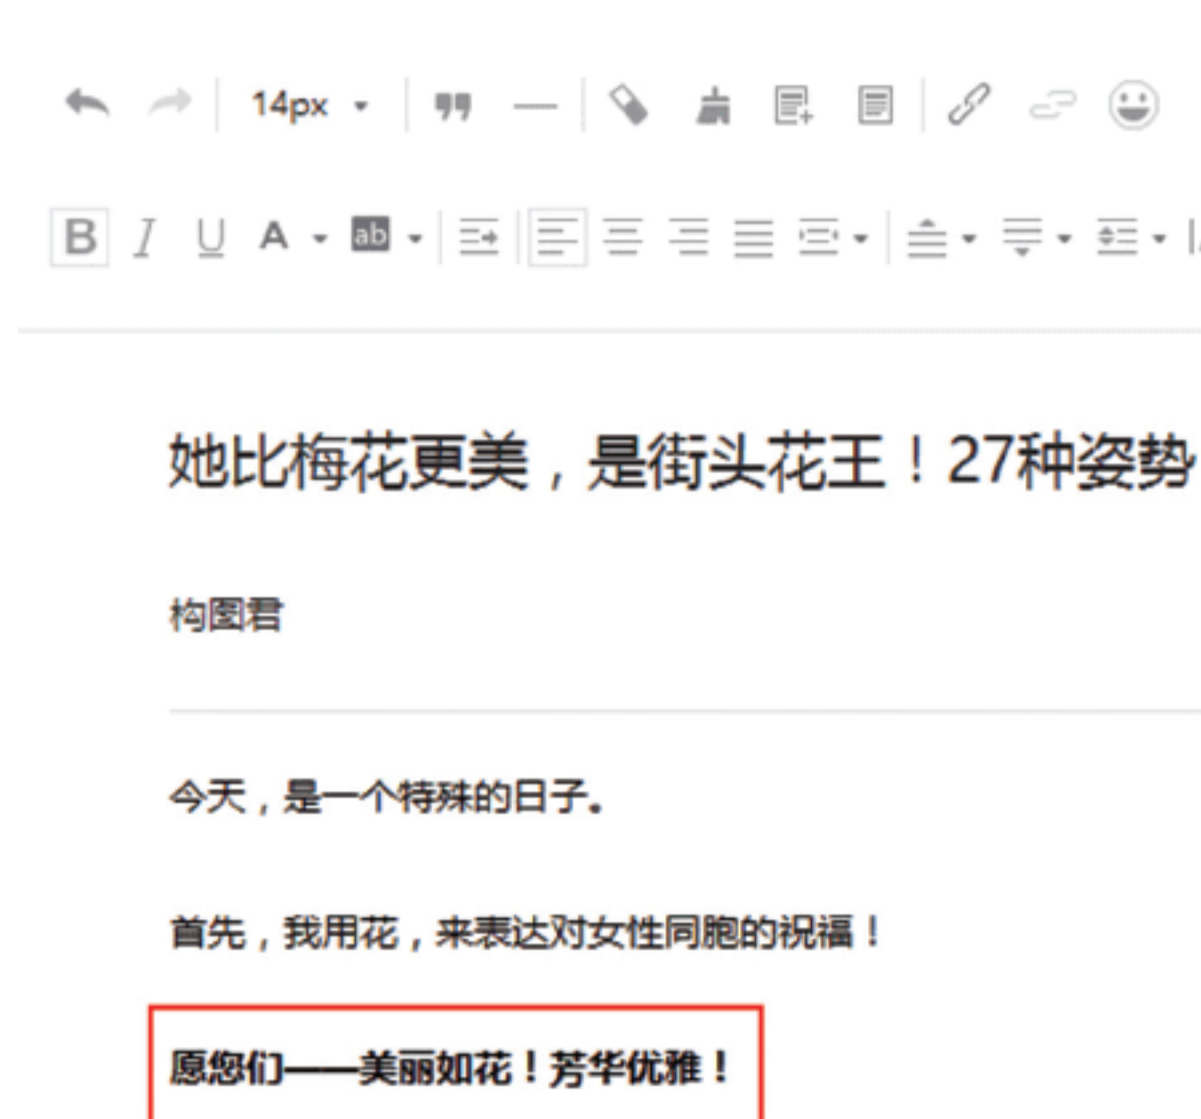 14px
B I U A ab
她比梅花更美，是街头花王！27种姿势
构图君
今天，是一个特殊的日子。
首先，我用花，来表达对女性同胞的祝福！
愿您们——美丽如花！芳华优雅！